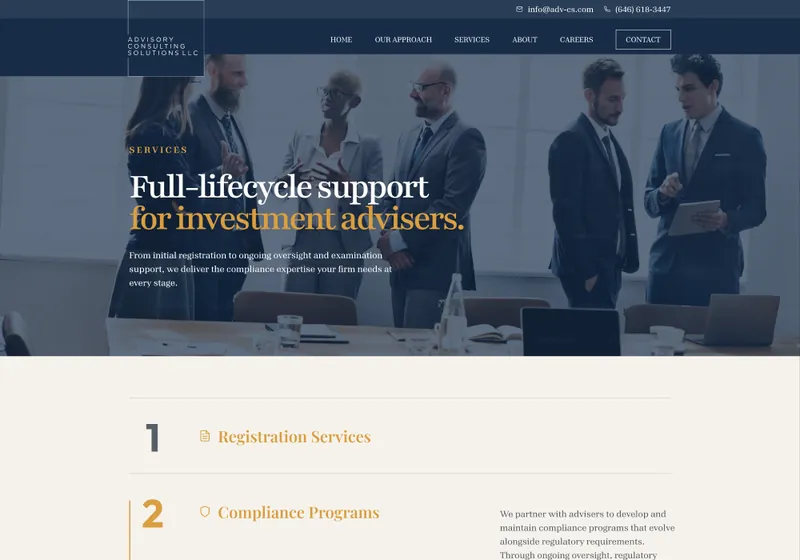 info@adv-cs.com (646) 618-3447
ADVISORY
CONSULTING
SOLUTIONS LLC
HOME OUR APPROACH SERVICES ABOUT CAREERS CONTACT
SERVICES
Full-lifecycle support
for investment advisers.
From initial registration to ongoing oversight and examination
support, we deliver the compliance expertise your firm needs at
every stage.
1 Registration Services
2 Compliance Programs
We partner with advisers to develop and
maintain compliance programs that evolve
alongside regulatory requirements.
Through ongoing oversight, regulatory